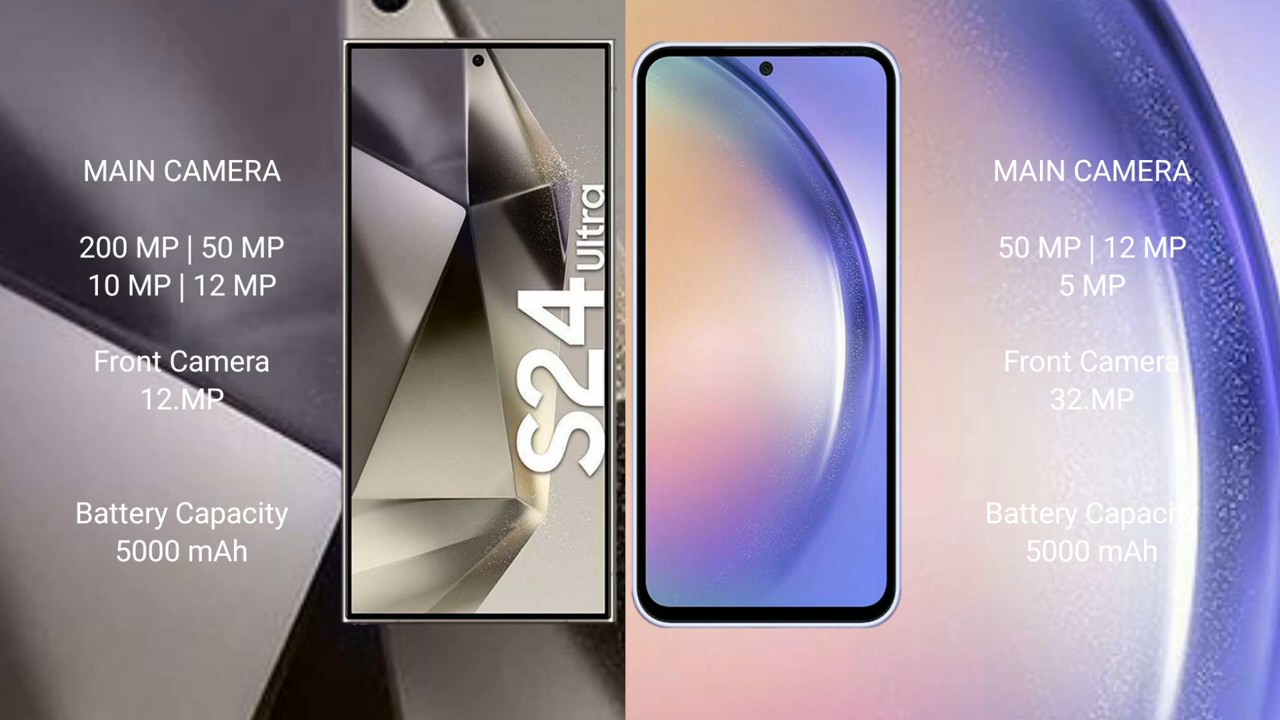 MAIN CAMERA
200 MP | 50 MP
10 MP | 12 MP
Front Camera
12.MP
Battery Capacity
5000 mAh
S24 ultra
MAIN CAMERA
50 MP | 12 MP
5 MP
Front Camera
32.MP
Battery Capacity
5000 mAh